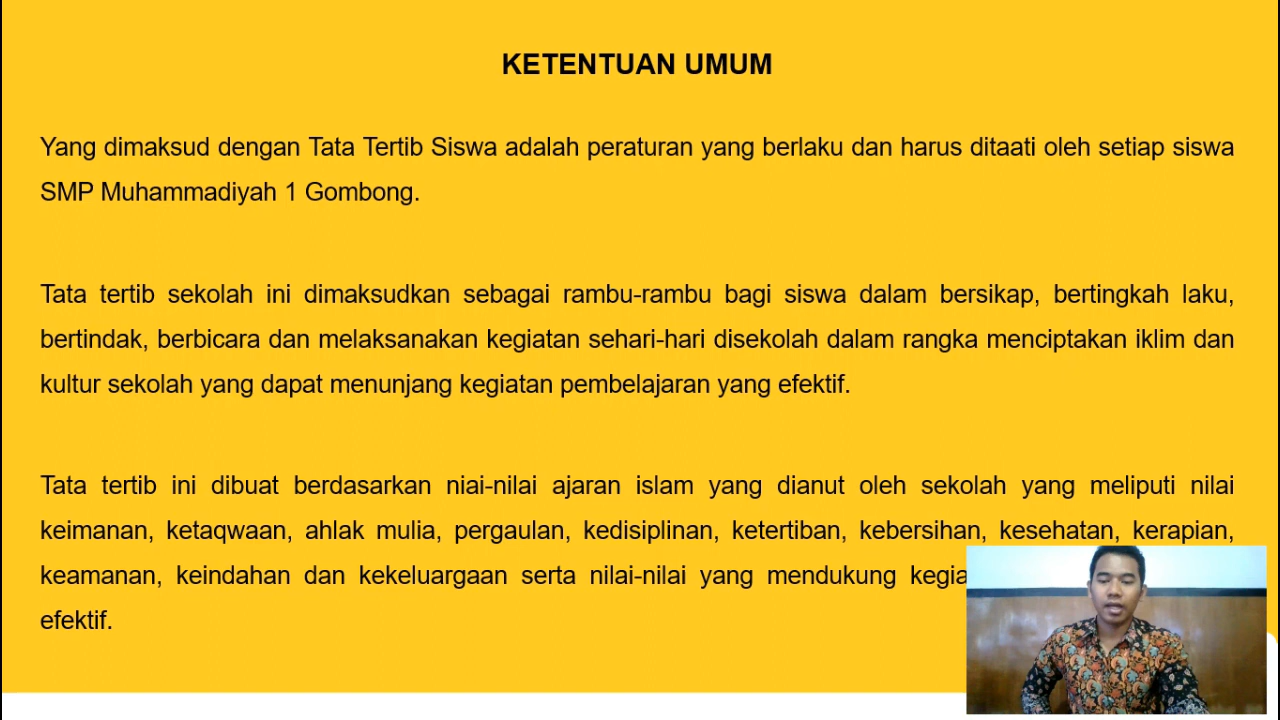 KETENTUAN UMUM
Yang dimaksud dengan Tata Tertib Siswa adalah peraturan yang berlaku dan harus ditaati oleh setiap siswa
SMP Muhammadiyah 1 Gombong.
Tata tertib sekolah ini dimaksudkan sebagai rambu-rambu bagi siswa dalam bersikap, bertingkah laku,
bertindak, berbicara dan melaksanakan kegiatan sehari-hari disekolah dalam rangka menciptakan iklim dan
kultur sekolah yang dapat menunjang kegiatan pembelajaran yang efektif.
Tata tertib ini dibuat berdasarkan niai-nilai ajaran islam yang dianut oleh sekolah yang meliputi nilai
keimanan, ketaqwaan, ahlak mulia, pergaulan, kedisiplinan, ketertiban, kebersihan, kesehatan, kerapian,
keamanan, keindahan dan kekeluargaan serta nilai-nilai yang mendukung
efektif.